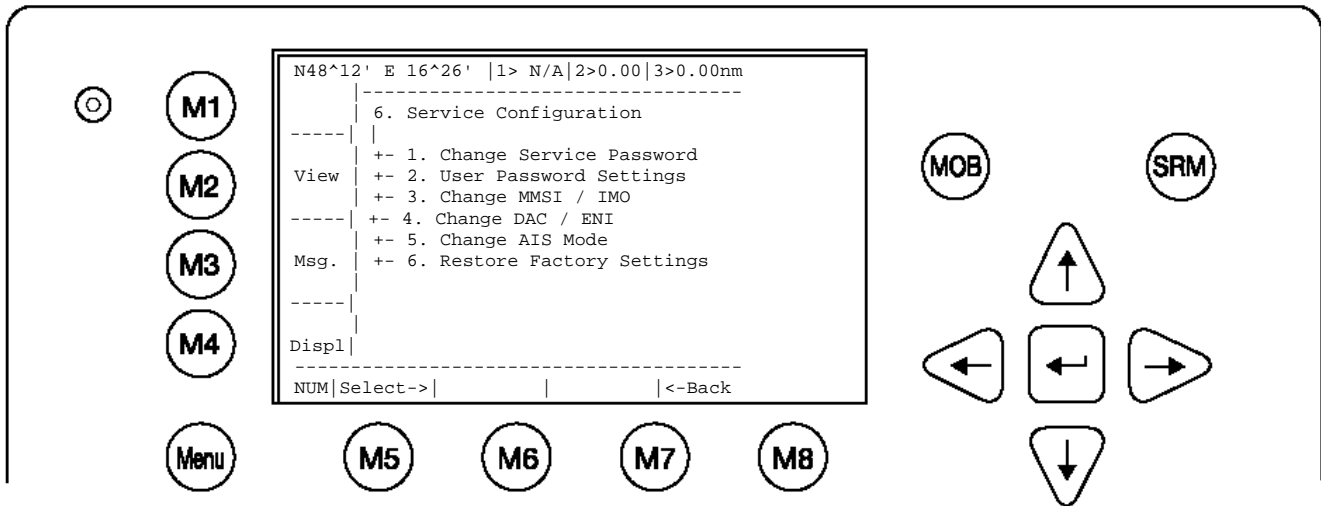 N48^12' E 16^26' |1> N/A|2>0.00|3>0.00nm
|-----------------------------------
M1 | 6. Service Configuration
-----| |
| +- 1. Change Service Password
M2 View | +- 2. User Password Settings MOB SRM
| +- 3. Change MMSI / IMO
-----| +- 4. Change DAC / ENI
| +- 5. Change AIS Mode
M3 Msg. | +- 6. Restore Factory Settings
|
-----|
|
M4 Displ|
-----------------------------------------
NUM|Select->| | |<-Back
Menu M5 M6 M7 M8